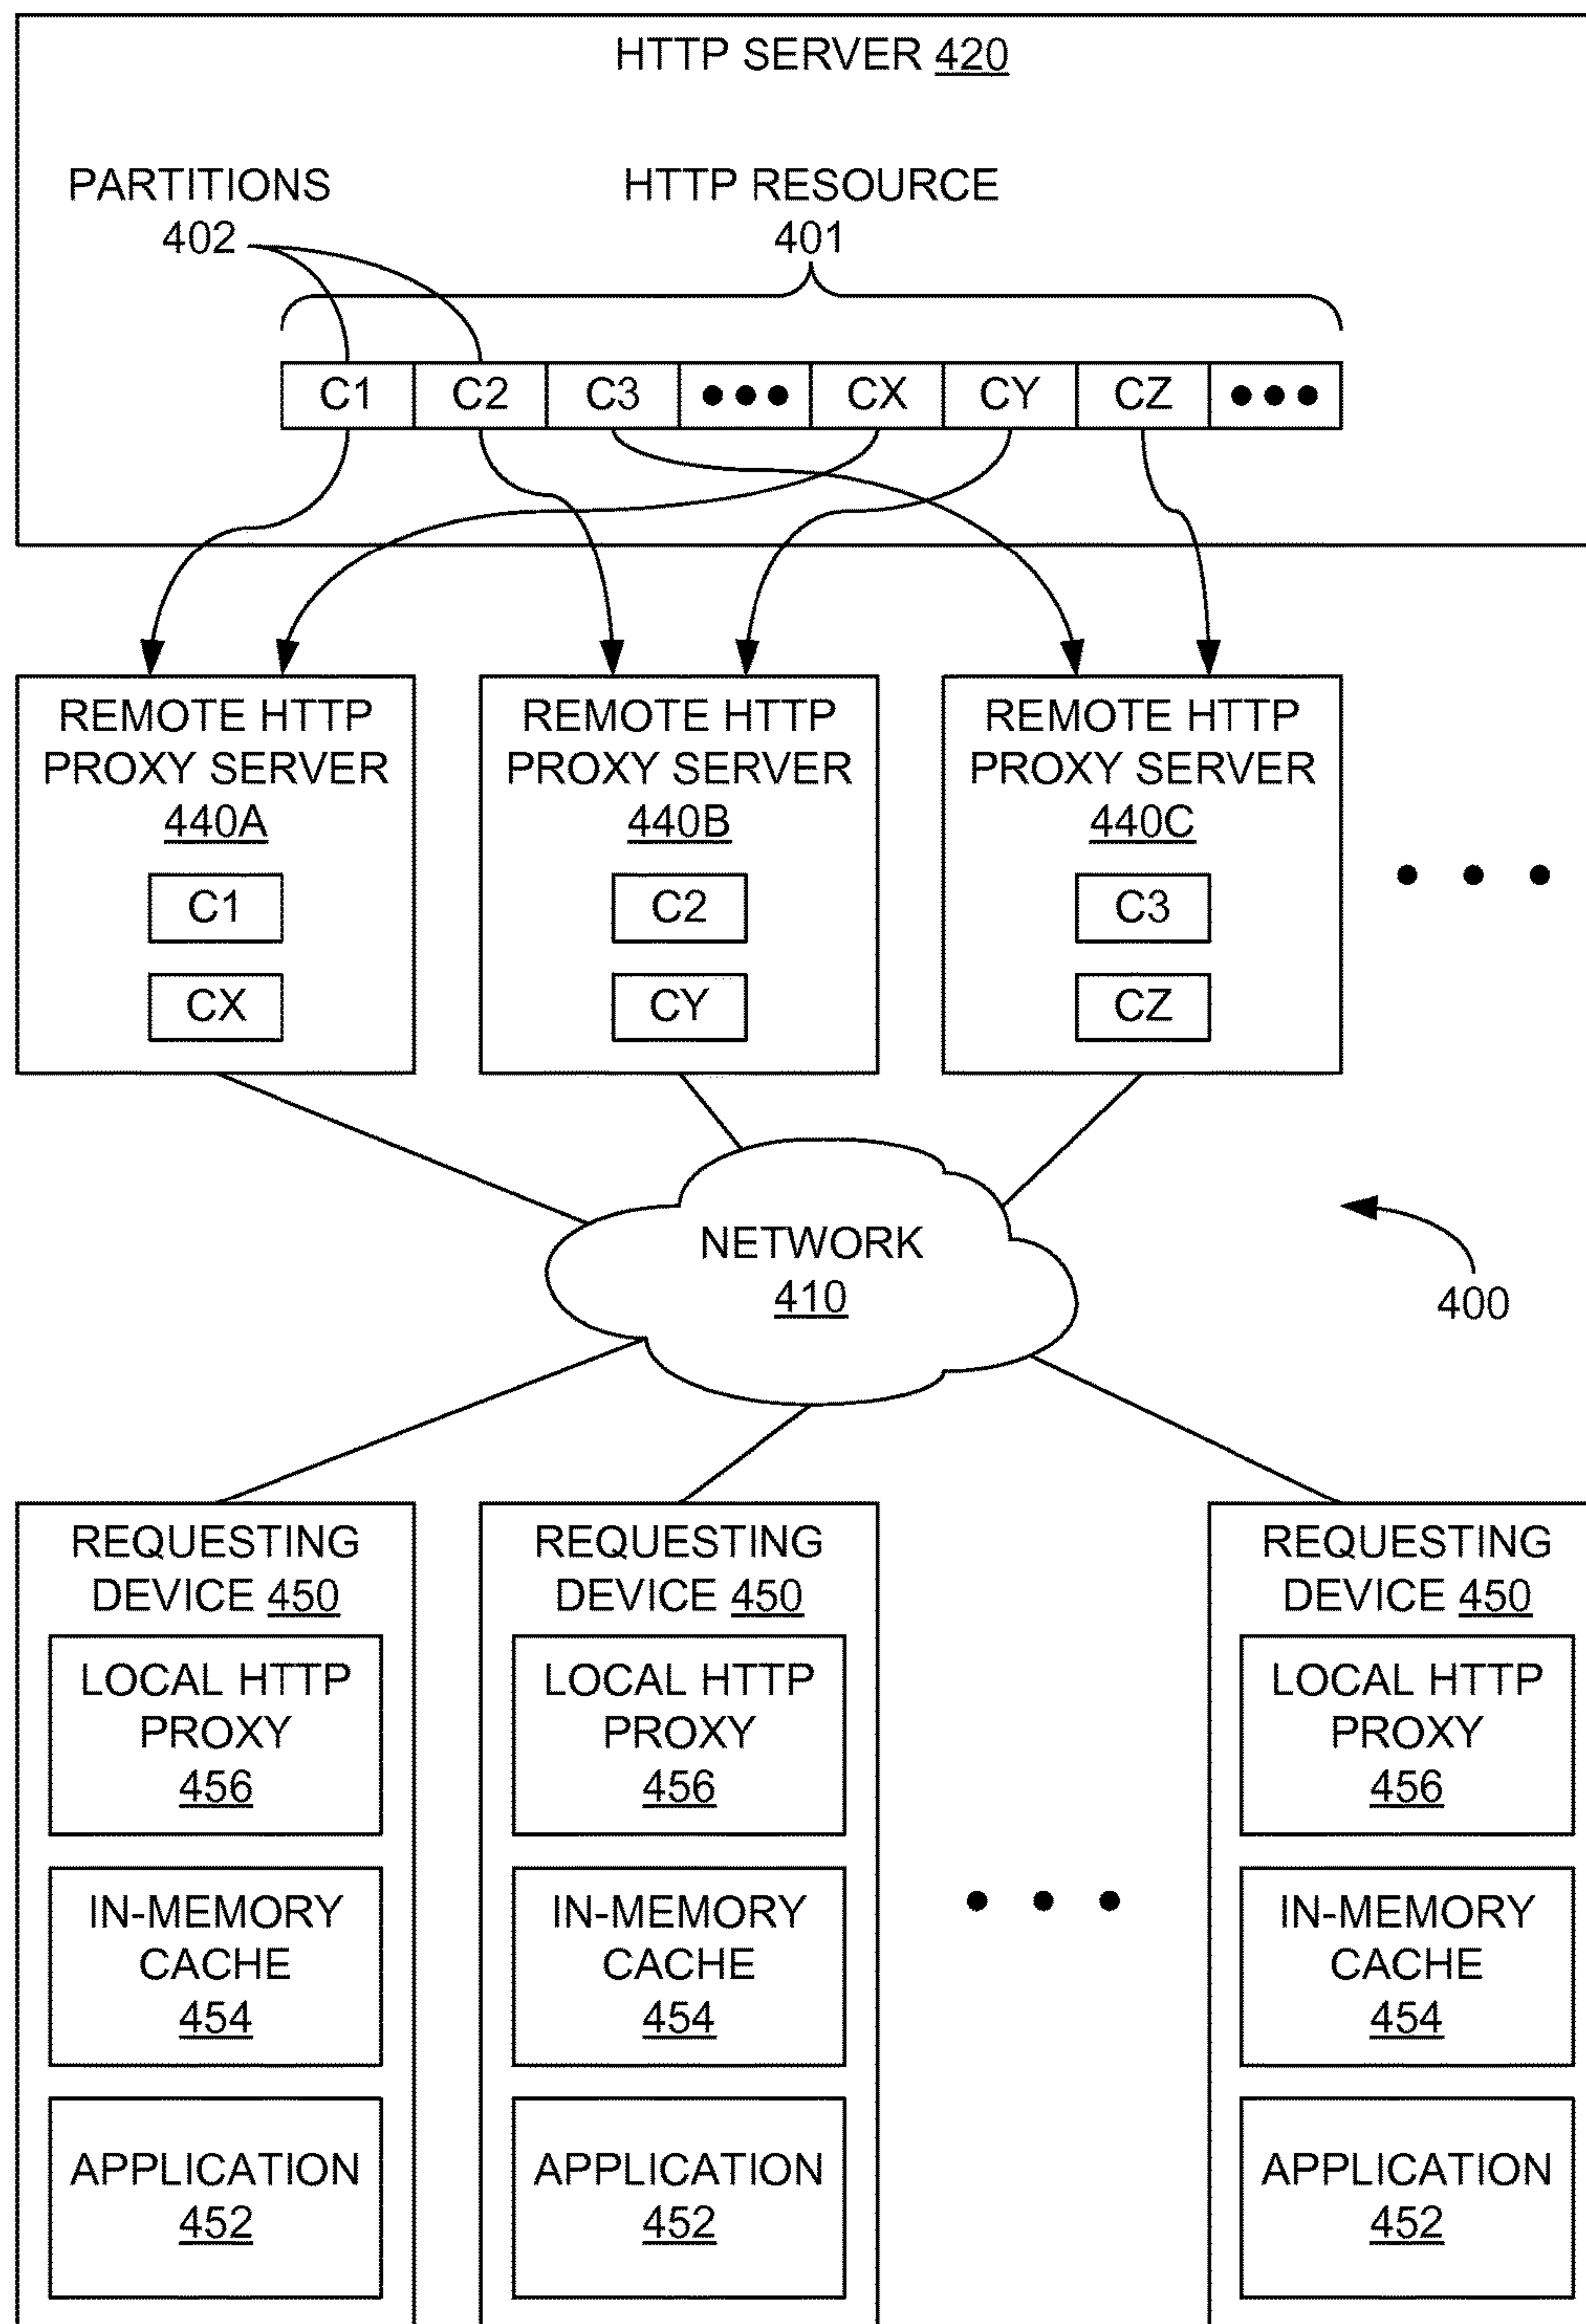 HTTP SERVER 420
PARTITIONS
402
HTTP RESOURCE
401
C1 C2 C3 ••• CX CY CZ •••
REMOTE HTTP
PROXY SERVER
440A
C1
CX
REMOTE HTTP
PROXY SERVER
440B
C2
CY
REMOTE HTTP
PROXY SERVER
440C
C3
CZ
• • •
NETWORK
410
400
REQUESTING
DEVICE 450
LOCAL HTTP
PROXY
456
IN-MEMORY
CACHE
454
APPLICATION
452
REQUESTING
DEVICE 450
LOCAL HTTP
PROXY
456
IN-MEMORY
CACHE
454
APPLICATION
452
• • •
REQUESTING
DEVICE 450
LOCAL HTTP
PROXY
456
IN-MEMORY
CACHE
454
APPLICATION
452